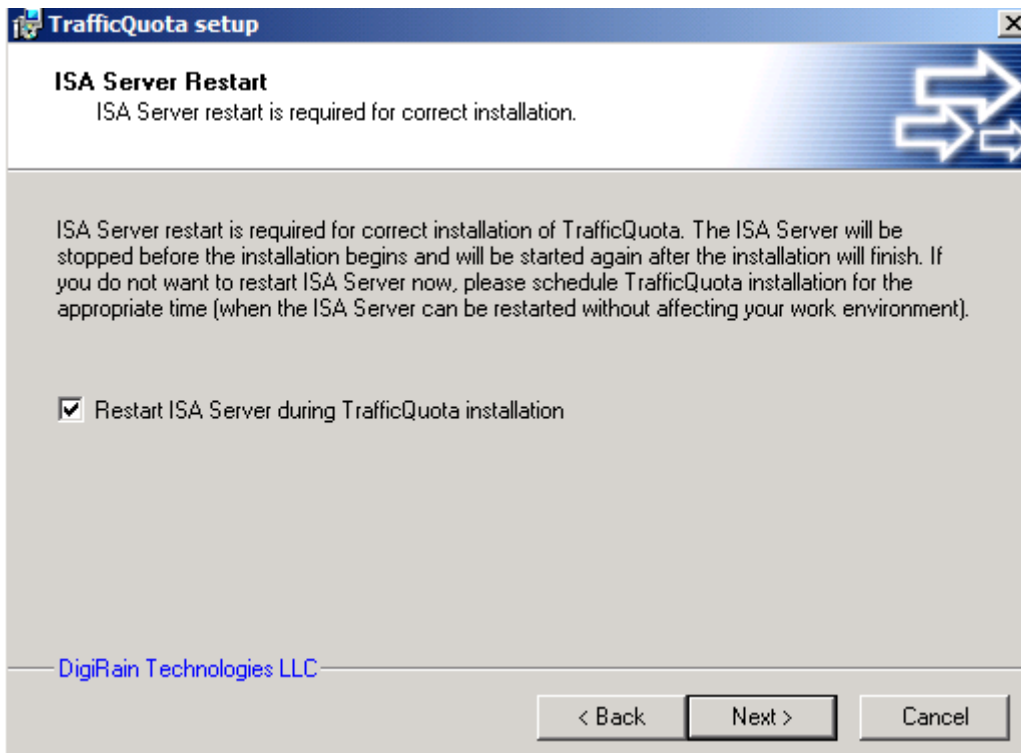 TrafficQuota setup
ISA Server Restart
ISA Server restart is required for correct installation.
ISA Server restart is required for correct installation of TrafficQuota. The ISA Server will be
stopped before the installation begins and will be started again after the installation will finish. If
you do not want to restart ISA Server now, please schedule TrafficQuota installation for the
appropriate time (when the ISA Server can be restarted without affecting your work environment).
Restart ISA Server during TrafficQuota installation
DigiRain Technologies LLC
< Back Next > Cancel